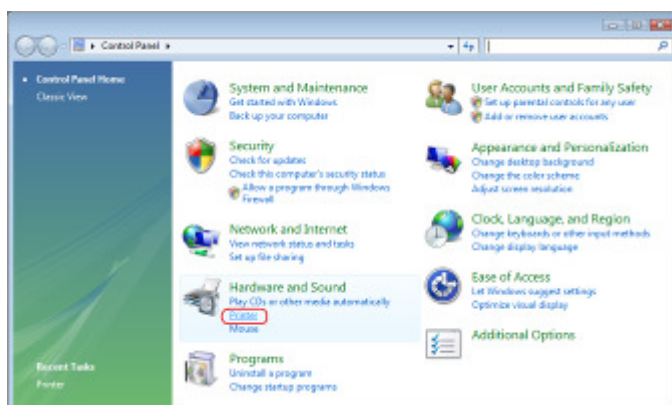 Control Panel
Control Panel Home
Classic View
System and Maintenance
Get started with Windows
Back up your computer
Security
Check for updates
Check this computer's security status
Allow a program through Windows
Firewall
Network and Internet
View network status and tasks
Set up file sharing
Hardware and Sound
Play CDs or other media automatically
Printer
Mouse
Programs
Uninstall a program
Change startup programs
User Accounts and Family Safety
Set up parental controls for any user
Add or remove user accounts
Appearance and Personalization
Change desktop background
Change the color scheme
Adjust screen resolution
Clock, Language, and Region
Change keyboards or other input methods
Change display language
Ease of Access
Let Windows suggest settings
Optimize visual display
Additional Options
Recent Tasks
Printer